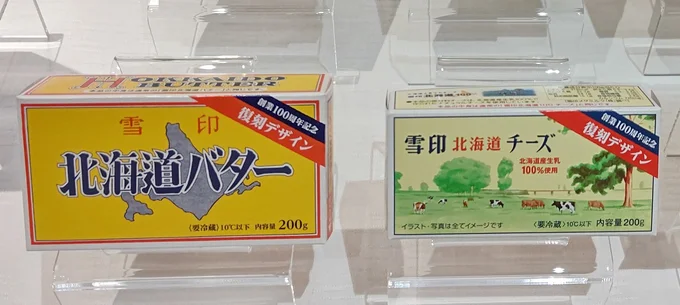 HOKKAIDO
BUTTER
創業100周年記念
復刻デザイン
雪印
北海道バター
(要冷蔵) 10℃以下 内容量 200g
創業100周年記念
復刻デザイン
雪印 北海道 チーズ
北海道産生乳
100%使用
(要冷蔵) 10℃以下 内容量 200g
イラスト・写真は全てイメージです